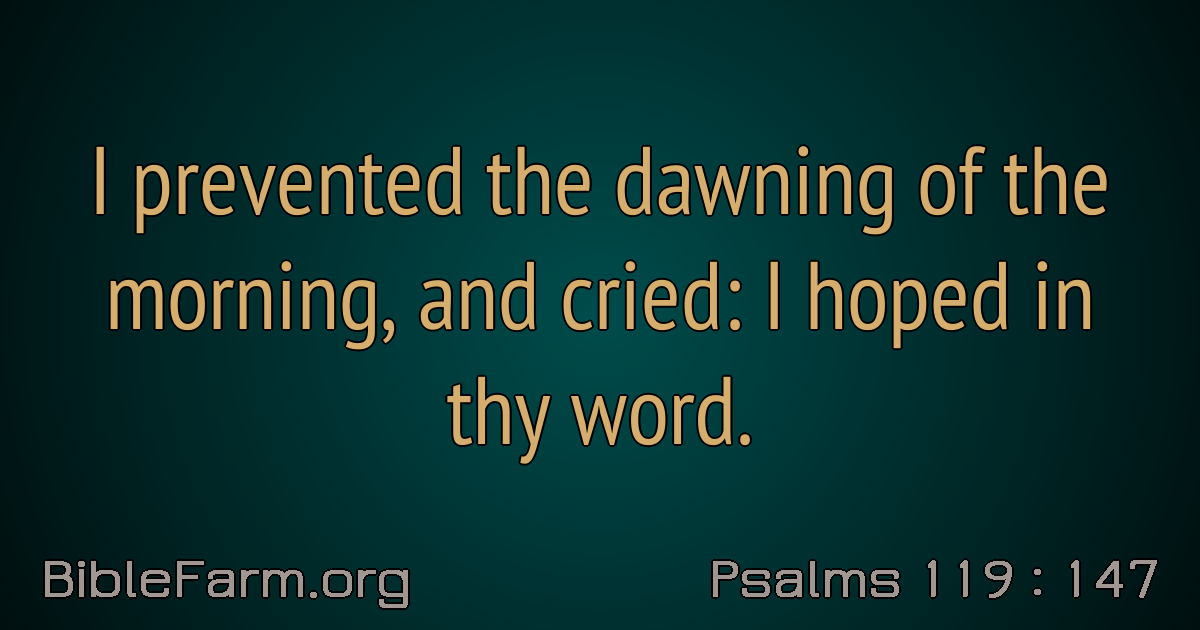 I prevented the dawning of the
morning, and cried: I hoped in
thy word.
BibleFarm.org
Psalms 119 : 147